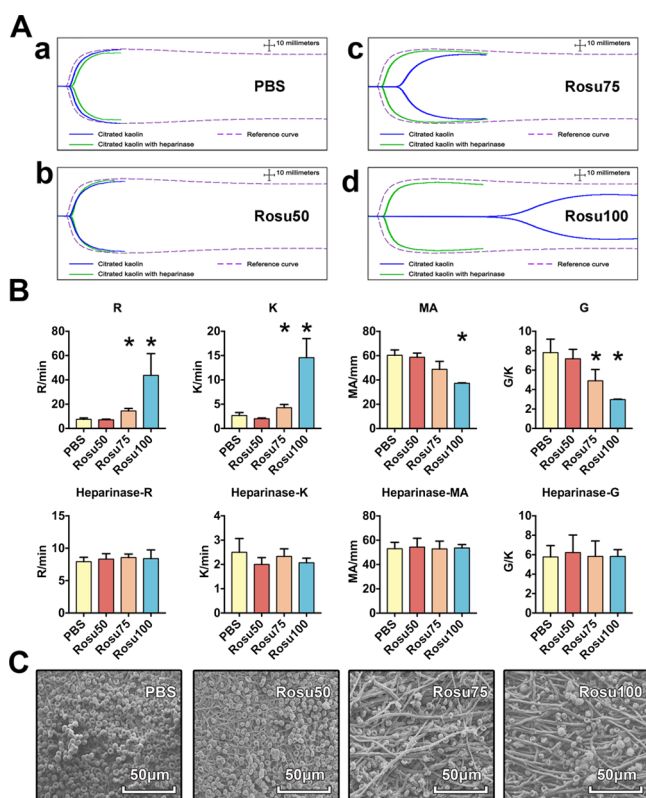 A
a
10 millimeters
PBS
Citrated kaolin
Reference curve
Citrated kaolin with heparinase
c
10 millimeters
Rosu75
Citrated kaolin
Reference curve
Citrated kaolin with heparinase
b
10 millimeters
Rosu50
Citrated kaolin
Reference curve
Citrated kaolin with heparinase
d
10 millimeters
Rosu100
Citrated kaolin
Reference curve
Citrated kaolin with heparinase
B
R
R/min
80
60
40
20
0
* *
PBS
Rosu50
Rosu75
Rosu100
K
K/min
20
15
10
5
0
* *
PBS
Rosu50
Rosu75
Rosu100
MA
MA/mm
80
60
40
20
0
*
PBS
Rosu50
Rosu75
Rosu100
G
G/K
10
8
6
4
2
0
* *
PBS
Rosu50
Rosu75
Rosu100
Heparinase-R
R/min
15
10
5
0
PBS
Rosu50
Rosu75
Rosu100
Heparinase-K
K/min
4
3
2
1
0
PBS
Rosu50
Rosu75
Rosu100
Heparinase-MA
MA/mm
80
60
40
20
0
PBS
Rosu50
Rosu75
Rosu100
Heparinase-G
G/K
10
8
6
4
2
0
PBS
Rosu50
Rosu75
Rosu100
C
PBS
50μm
Rosu50
50μm
Rosu75
50μm
Rosu100
50μm